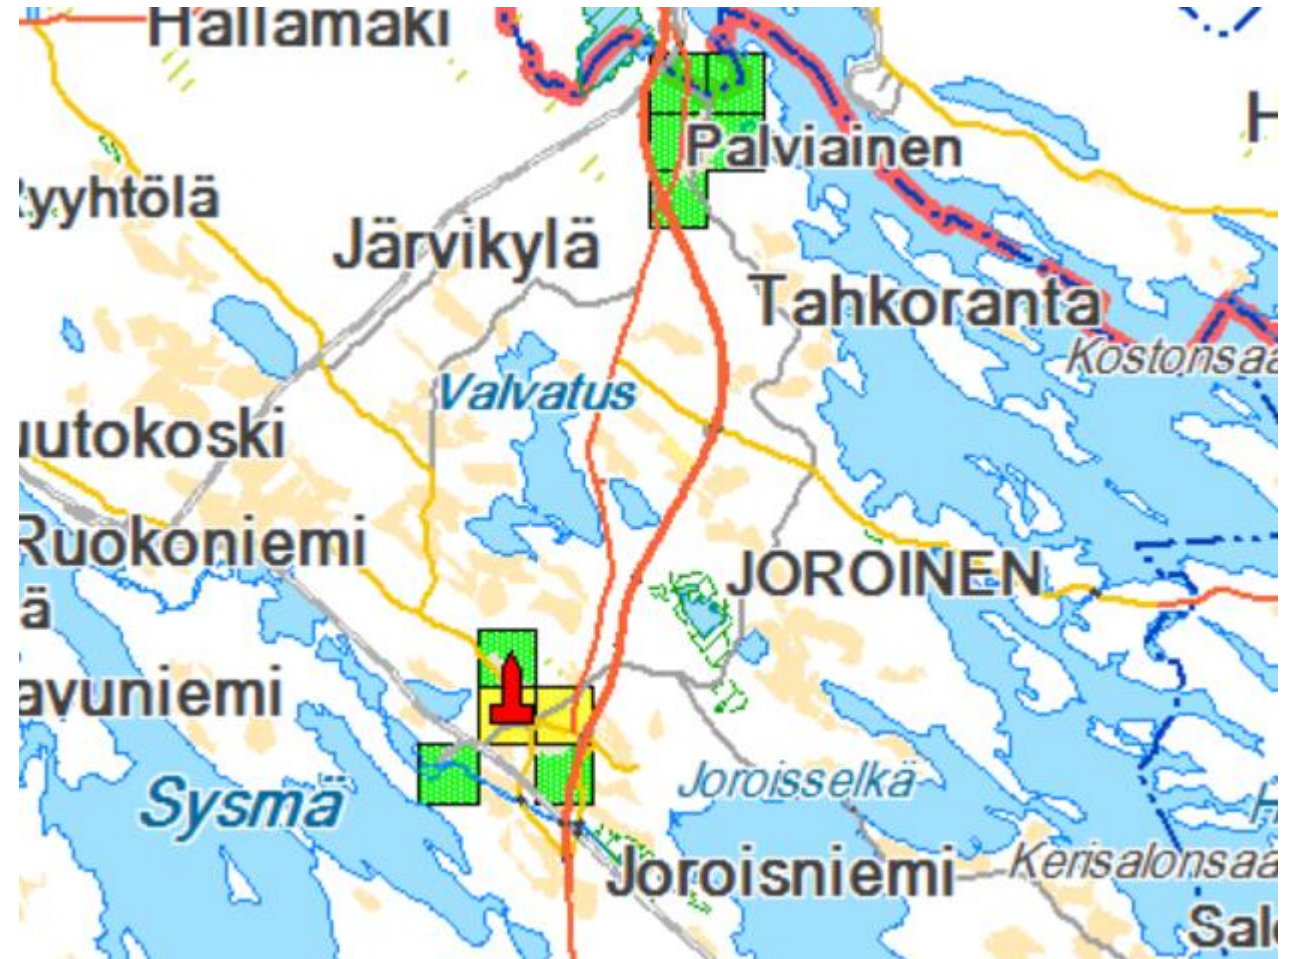 Hallamäki
Palviainen
yyhtölä
Järvikylä
Tahkoranta
Kostonsaa
Valvatus
utokoski
Ruokoniemi
JOROINEN
ä
avuniemi
Joroisselkä
Sysmä
H
Joroisniemi
Kerisalonsaa
Sal